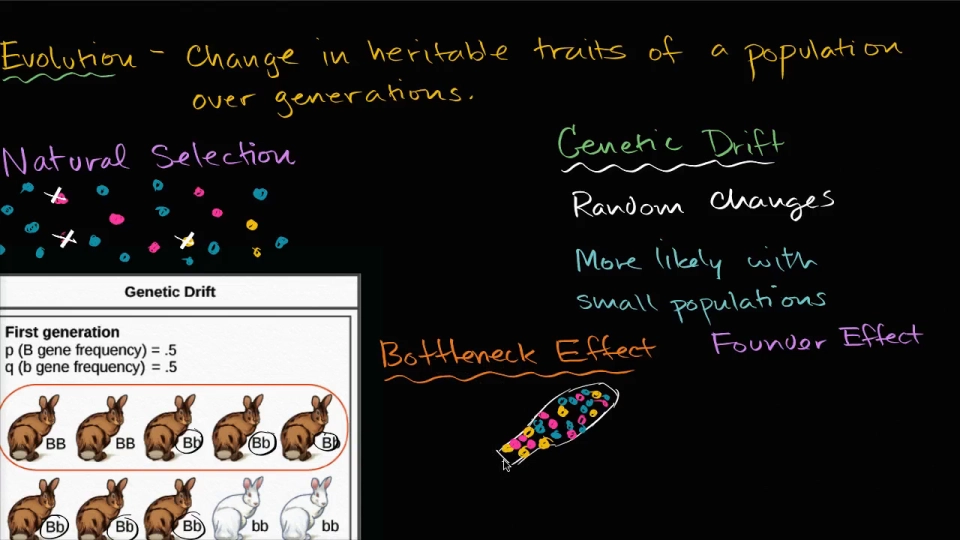 Evolution - Change in heritable traits of a population
over generations.
Natural Selection
Genetic Drift
Random changes
More likely with
small populations
Bottleneck Effect
Founder Effect
Genetic Drift
First generation
p (B gene frequency) = .5
q (b gene frequency) = .5
BB BB Bb Bb Bb
Bb Bb Bb bb bb